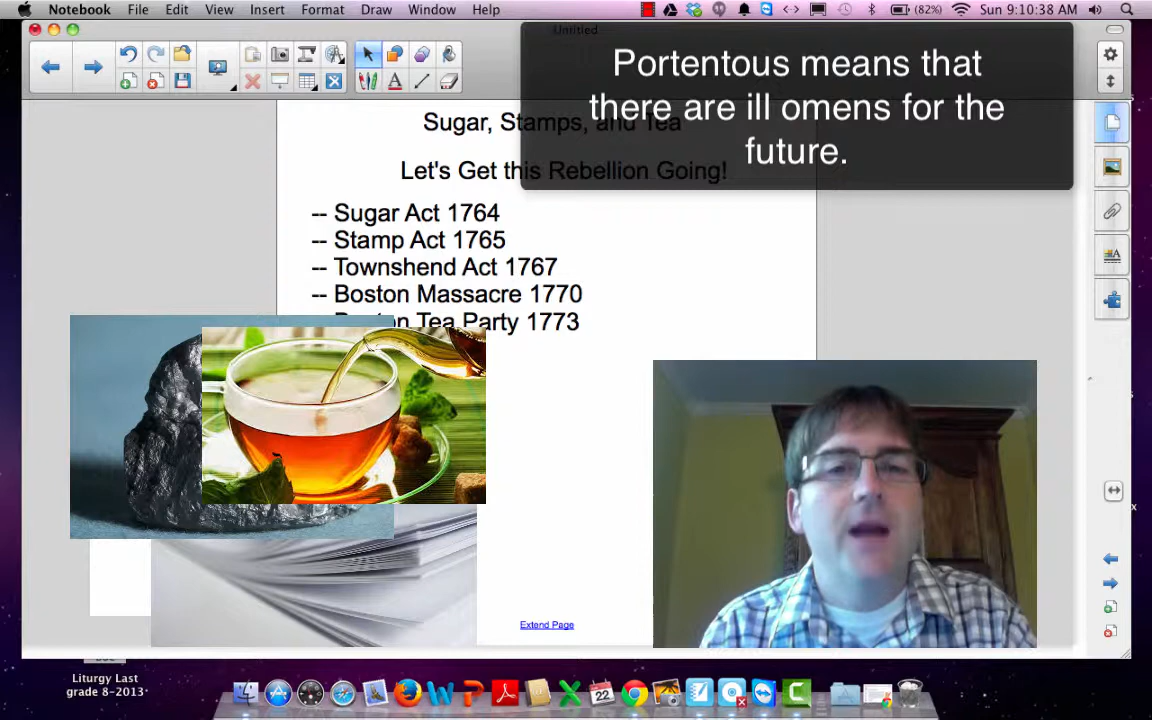 Notebook File Edit View Insert Format Draw Window Help (82%) Sun 9:10:38 AM
Untitled
Portentous means that
there are ill omens for the
future.
Sugar, Stamps, and Tea
Let's Get this Rebellion Going!
-- Sugar Act 1764
-- Stamp Act 1765
-- Townshend Act 1767
-- Boston Massacre 1770
Tea Party 1773
Extend Page
Liturgy Last
grade 8-2013
22